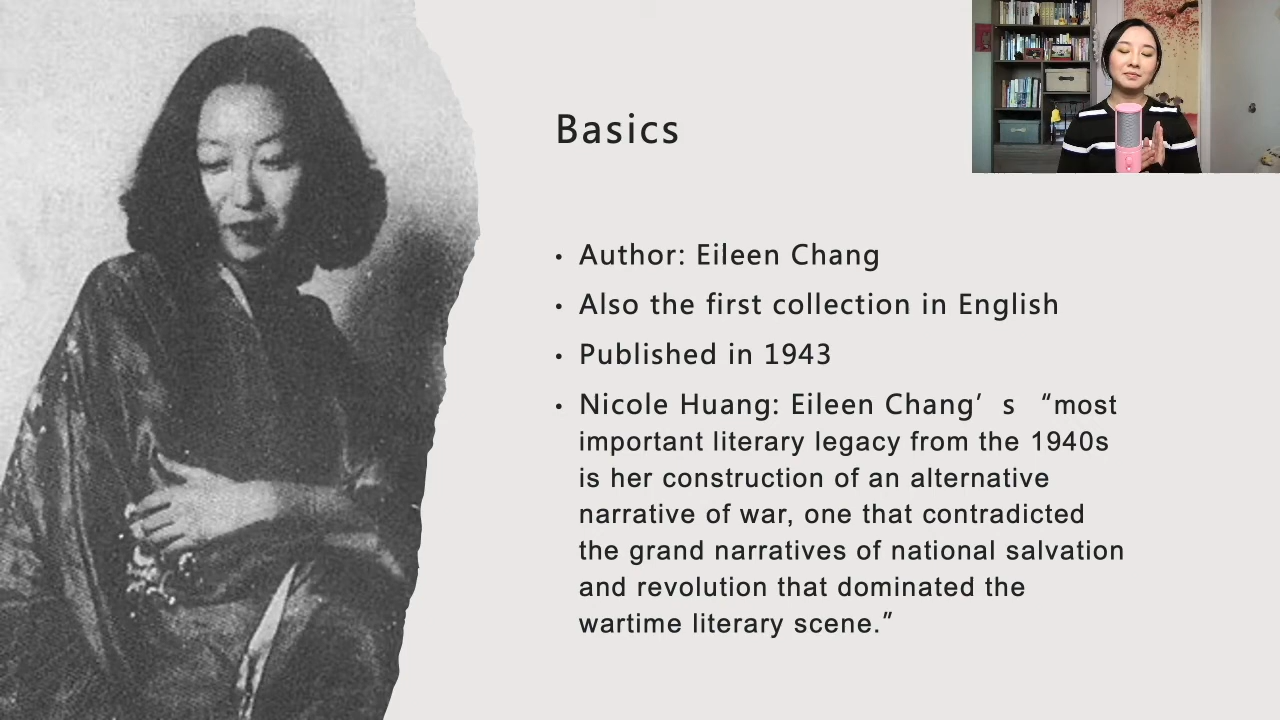 Basics
• Author: Eileen Chang
• Also the first collection in English
• Published in 1943
• Nicole Huang: Eileen Chang’s “most
important literary legacy from the 1940s
is her construction of an alternative
narrative of war, one that contradicted
the grand narratives of national salvation
and revolution that dominated the
wartime literary scene.”